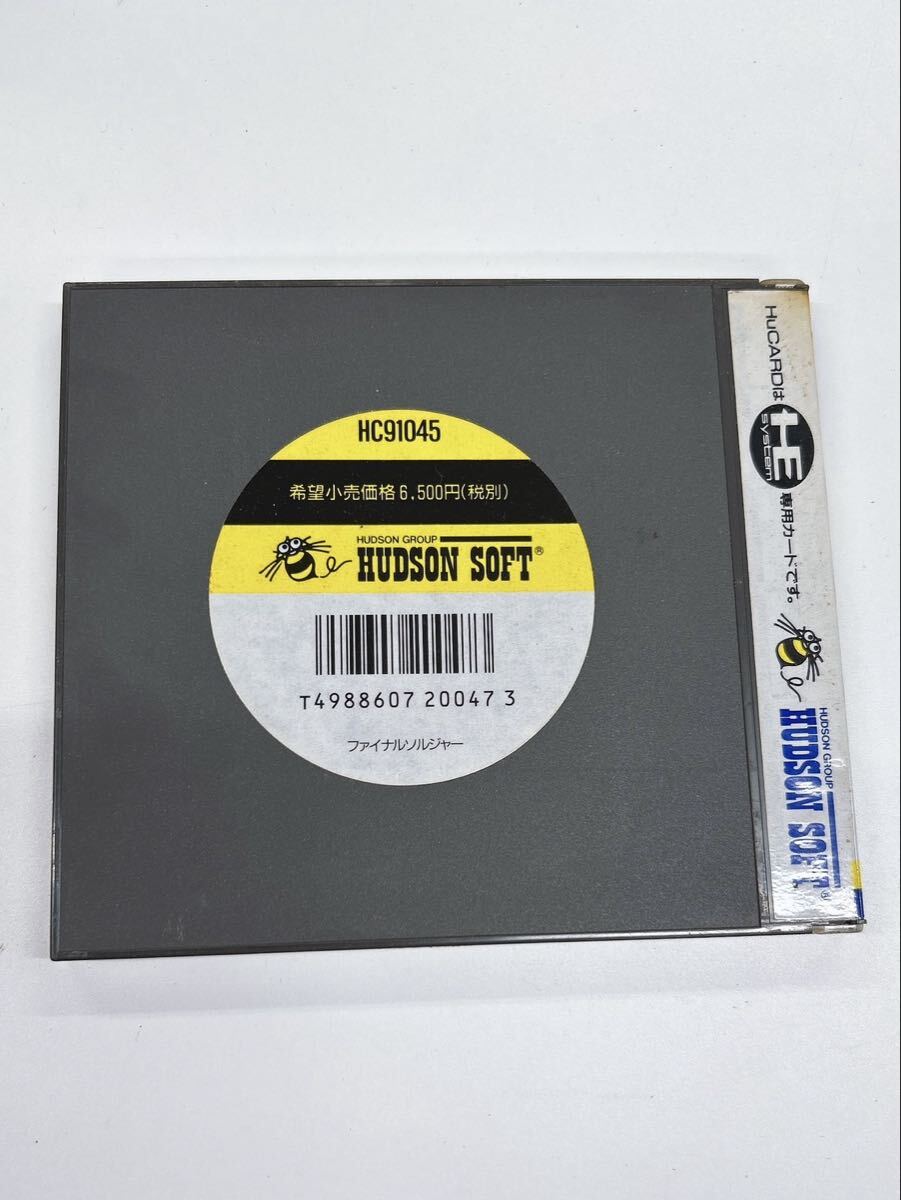 HC91045
希望小売価格6,500円(税別)
HUDSON GROUP
HUDSON SOFT®
T4988607 20047 3
ファイナルソルジャー
HuCARDは HE system 専用カードです。
HUDSON GROUP
HUDSON SOFT®